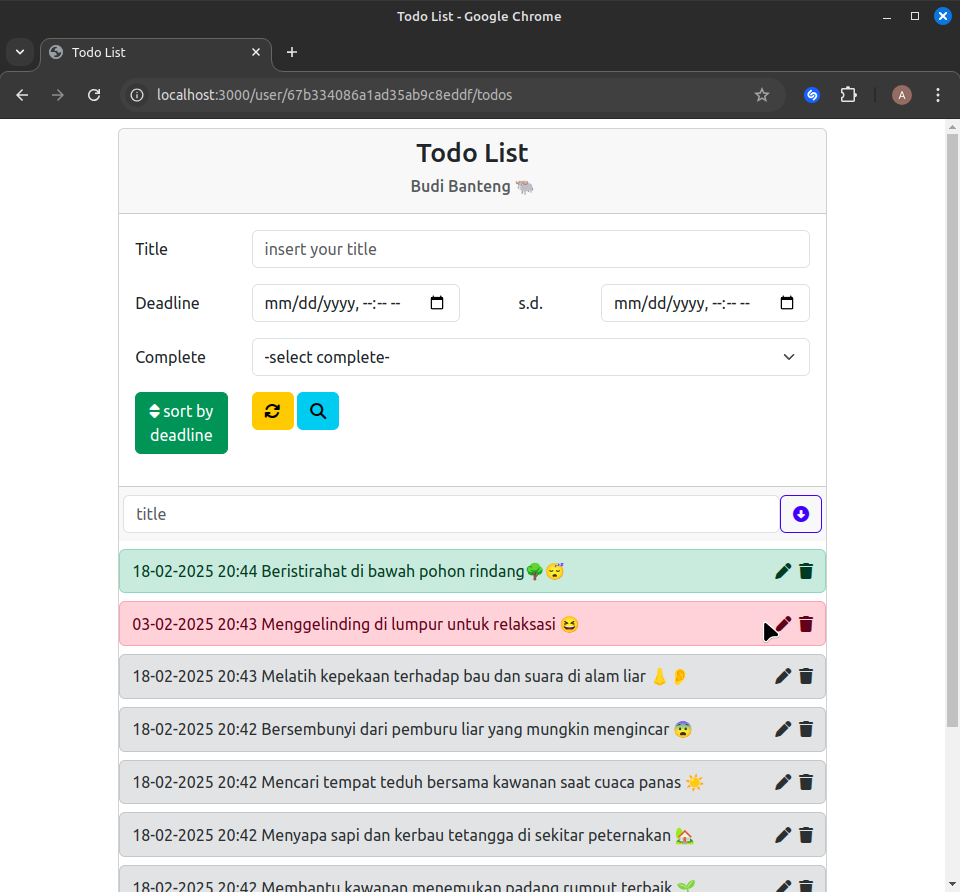 Todo List - Google Chrome
Todo List
localhost:3000/user/67b334086a1ad35ab9c8eddf/todos
A
Todo List
Budi Banteng 🐃
Title
insert your title
Deadline
mm/dd/yyyy, --:-- --
s.d.
mm/dd/yyyy, --:-- --
Complete
-select complete-
sort by
deadline
title
18-02-2025 20:44 Beristirahat di bawah pohon rindang🌳😴
03-02-2025 20:43 Menggelinding di lumpur untuk relaksasi 😆
18-02-2025 20:43 Melatih kepekaan terhadap bau dan suara di alam liar 👃👂
18-02-2025 20:42 Bersembunyi dari pemburu liar yang mungkin mengincar 😨
18-02-2025 20:42 Mencari tempat teduh bersama kawanan saat cuaca panas ☀️
18-02-2025 20:42 Menyapa sapi dan kerbau tetangga di sekitar peternakan 🏡
18-02-2025 20:42 Membantu kawanan menemukan padang rumput terbaik 🌱